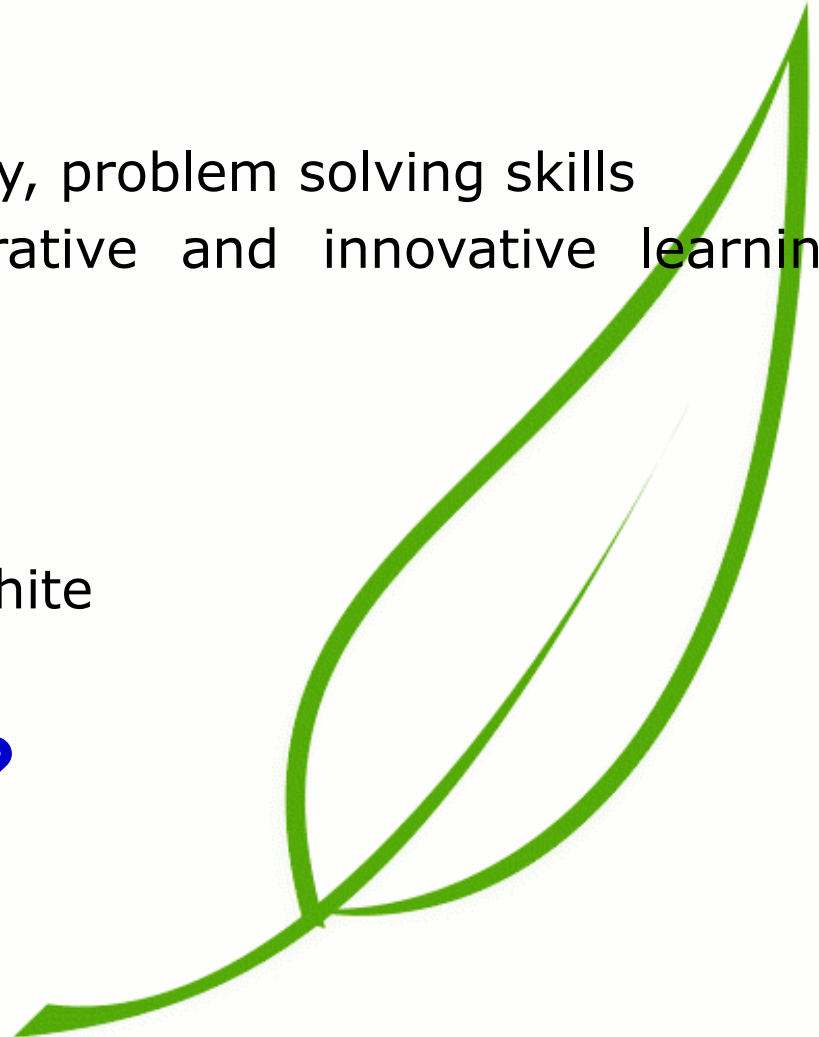 y, problem solving skills
rative and innovative learnin
hite